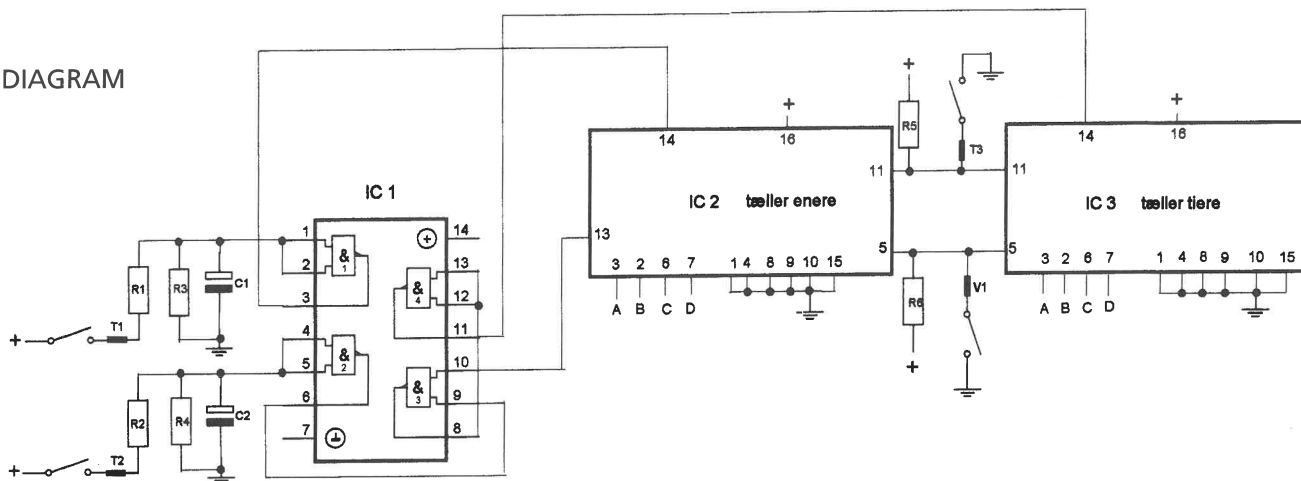 DIAGRAM
IC 1
1
2
3
4
5
6
7
14
13
12
11
10
9
8
&
1
&
2
&
3
&
4
+
R1
R3
C1
+
T1
R2
R4
C2
+
T2
14
+
16
13
IC 2 tæller enere
11
5
3 2 6 7 1 4 8 9 10 15
A B C D
+
R5
T3
R6
+
V1
14
+
16
11
IC 3 tæller tiere
5
3 2 6 7 1 4 8 9 10 15
A B C D